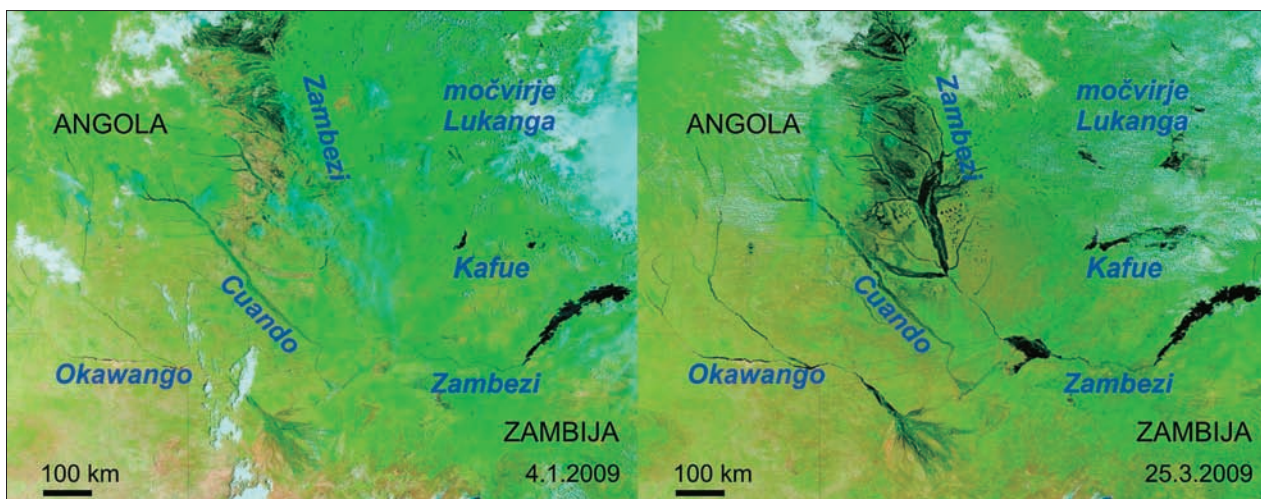 ANGOLA
Zambezi
močvirje
Lukanga
Kafue
Cuando
Okawango
Zambezi
ZAMBIJA
100 km
4.1.2009
ANGOLA
Zambezi
močvirje
Lukanga
Kafue
Cuando
Okawango
Zambezi
ZAMBIJA
100 km
25.3.2009